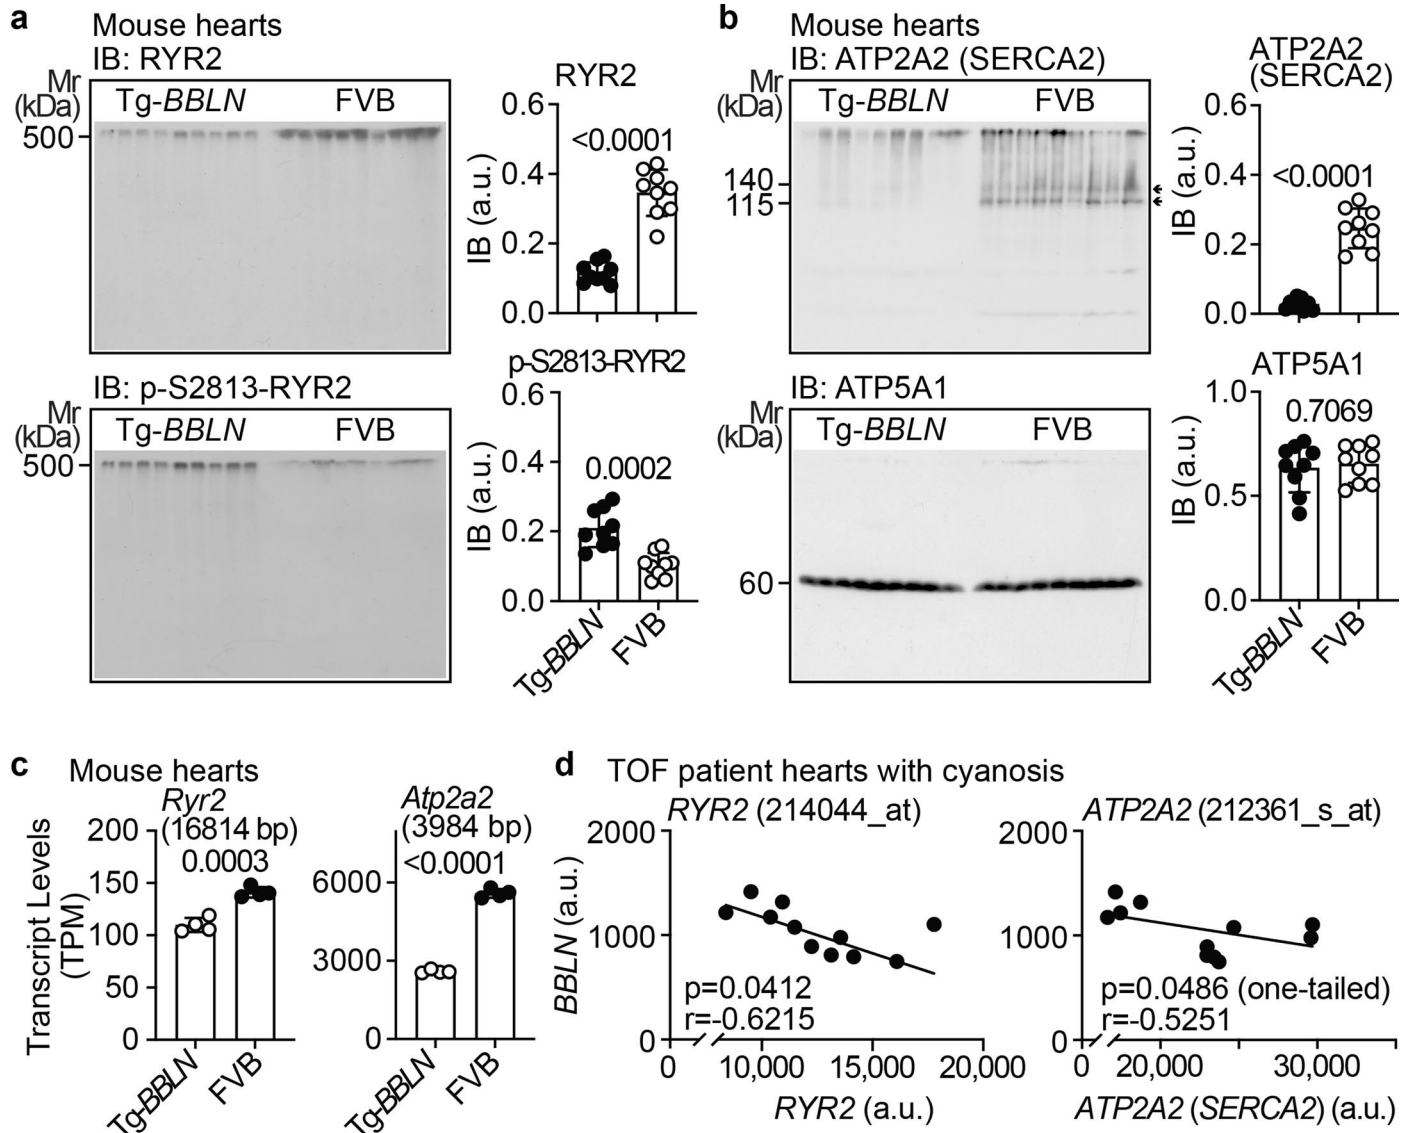 a
Mouse hearts
IB: RYR2
Mr
(kDa)
Tg-BBLN FVB
500
RYR2
0.6
<0.0001
0.4
0.2
0.0
IB (a.u.)
IB: p-S2813-RYR2
Mr
(kDa)
Tg-BBLN FVB
500
p-S2813-RYR2
0.6
0.4
0.0002
0.2
0.0
IB (a.u.)
Tg-BBLN
FVB
b
Mouse hearts
IB: ATP2A2 (SERCA2)
Mr
(kDa)
Tg-BBLN FVB
140
115
ATP2A2
(SERCA2)
0.6
0.4
<0.0001
0.2
0.0
IB (a.u.)
IB: ATP5A1
Mr
(kDa)
Tg-BBLN FVB
60
ATP5A1
1.0
0.7069
0.5
0.0
IB (a.u.)
Tg-BBLN
FVB
c
Mouse hearts
Ryr2
(16814 bp)
0.0003
200
150
100
50
0
Transcript Levels
(TPM)
Tg-BBLN
FVB
Atp2a2
(3984 bp)
<0.0001
6000
3000
0
Tg-BBLN
FVB
d
TOF patient hearts with cyanosis
RYR2 (214044_at)
2000
1000
0
BBLN (a.u.)
p=0.0412
r=-0.6215
0 10,000 15,000 20,000
RYR2 (a.u.)
ATP2A2 (212361_s_at)
2000
1000
0
p=0.0486 (one-tailed)
r=-0.5251
0 20,000 30,000
ATP2A2 (SERCA2) (a.u.)